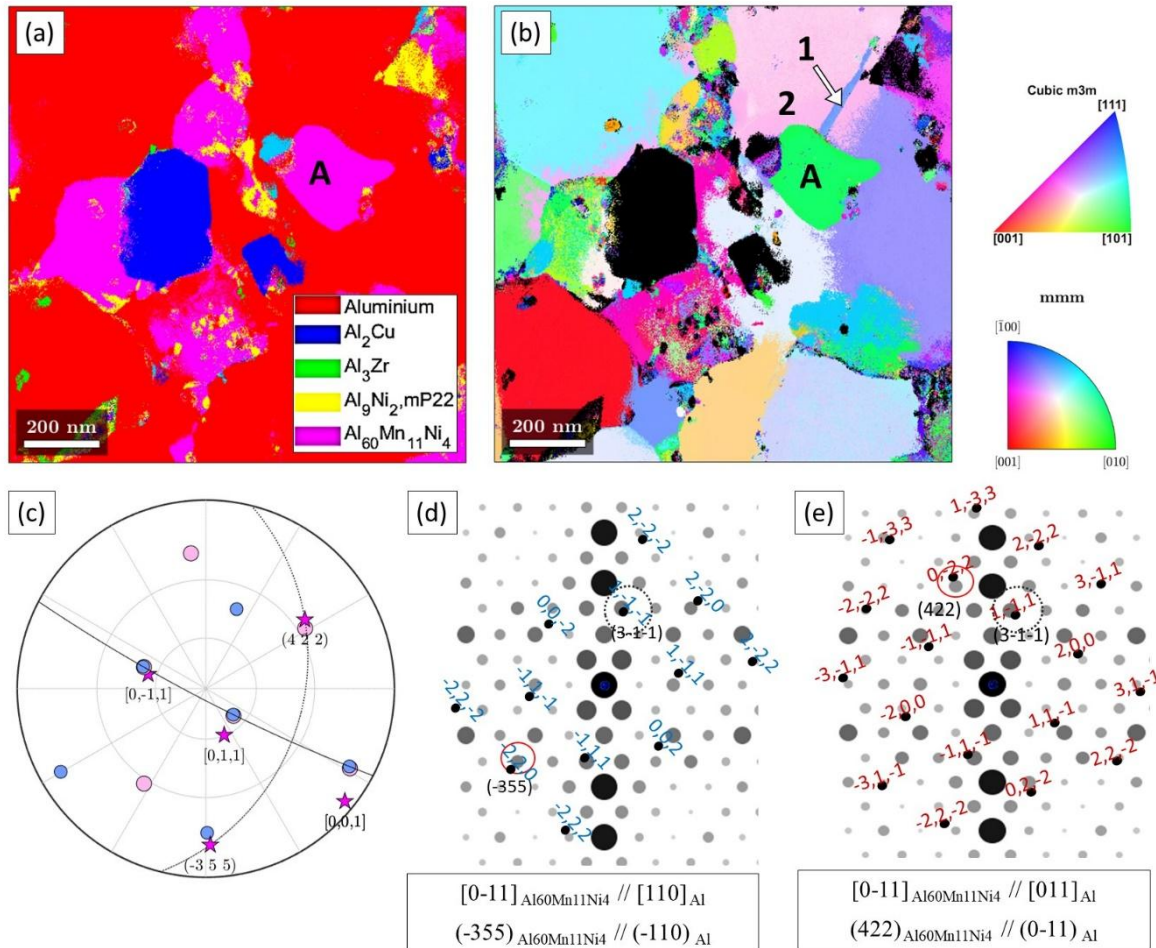 (a)
A
Aluminium
Al₂Cu
Al₃Zr
Al₉Ni₂,mP22
Al₆₀Mn₁₁Ni₄
200 nm
(b)
1
2
A
200 nm
Cubic m3m
[111]
[001]
[101]
mmm
[1̄00]
[001]
[010]
(c)
(4 2 2)
[0,-1,1]
[0,1,1]
[0,0,1]
(-3 5 5)
(d)
2,-2,-2
1,-1,-1
2,-2,0
0,0,-2
(3-1-1)
1,-1,1
2,-2,2
-1,1,-1
-2,2,-2
0,0,2
-2,2,0
-1,1,1
(-355)
-2,2,2
[0-11] Al60Mn11Ni4 // [110] Al
(-355) Al60Mn11Ni4 // (-110) Al
(e)
1,-3,3
-1,-3,3
2,-2,2
0,-2,2
3,-1,1
-2,-2,2
(422)
1,-1,1
(3-1-1)
-1,-1,1
2,0,0
-3,-1,1
3,1,-1
-2,0,0
1,1,-1
-1,1,-1
2,2,-2
-3,1,-1
0,2,-2
-2,2,-2
[0-11] Al60Mn11Ni4 // [011] Al
(422) Al60Mn11Ni4 // (0-11) Al